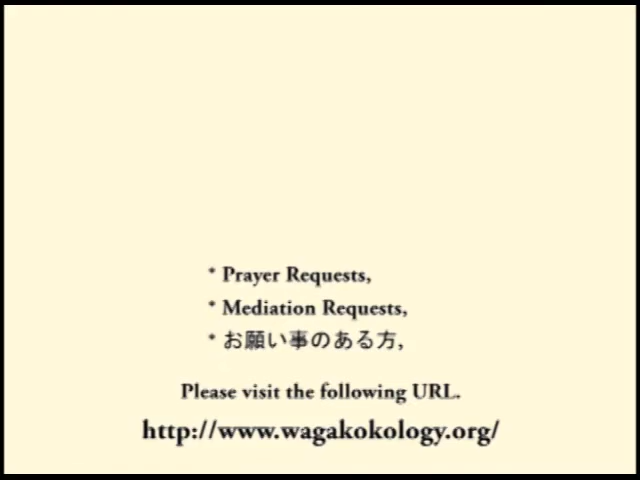 * Prayer Requests,
* Mediation Requests,
* お願い事のある方,
Please visit the following URL.
http://www.wagakokology.org/